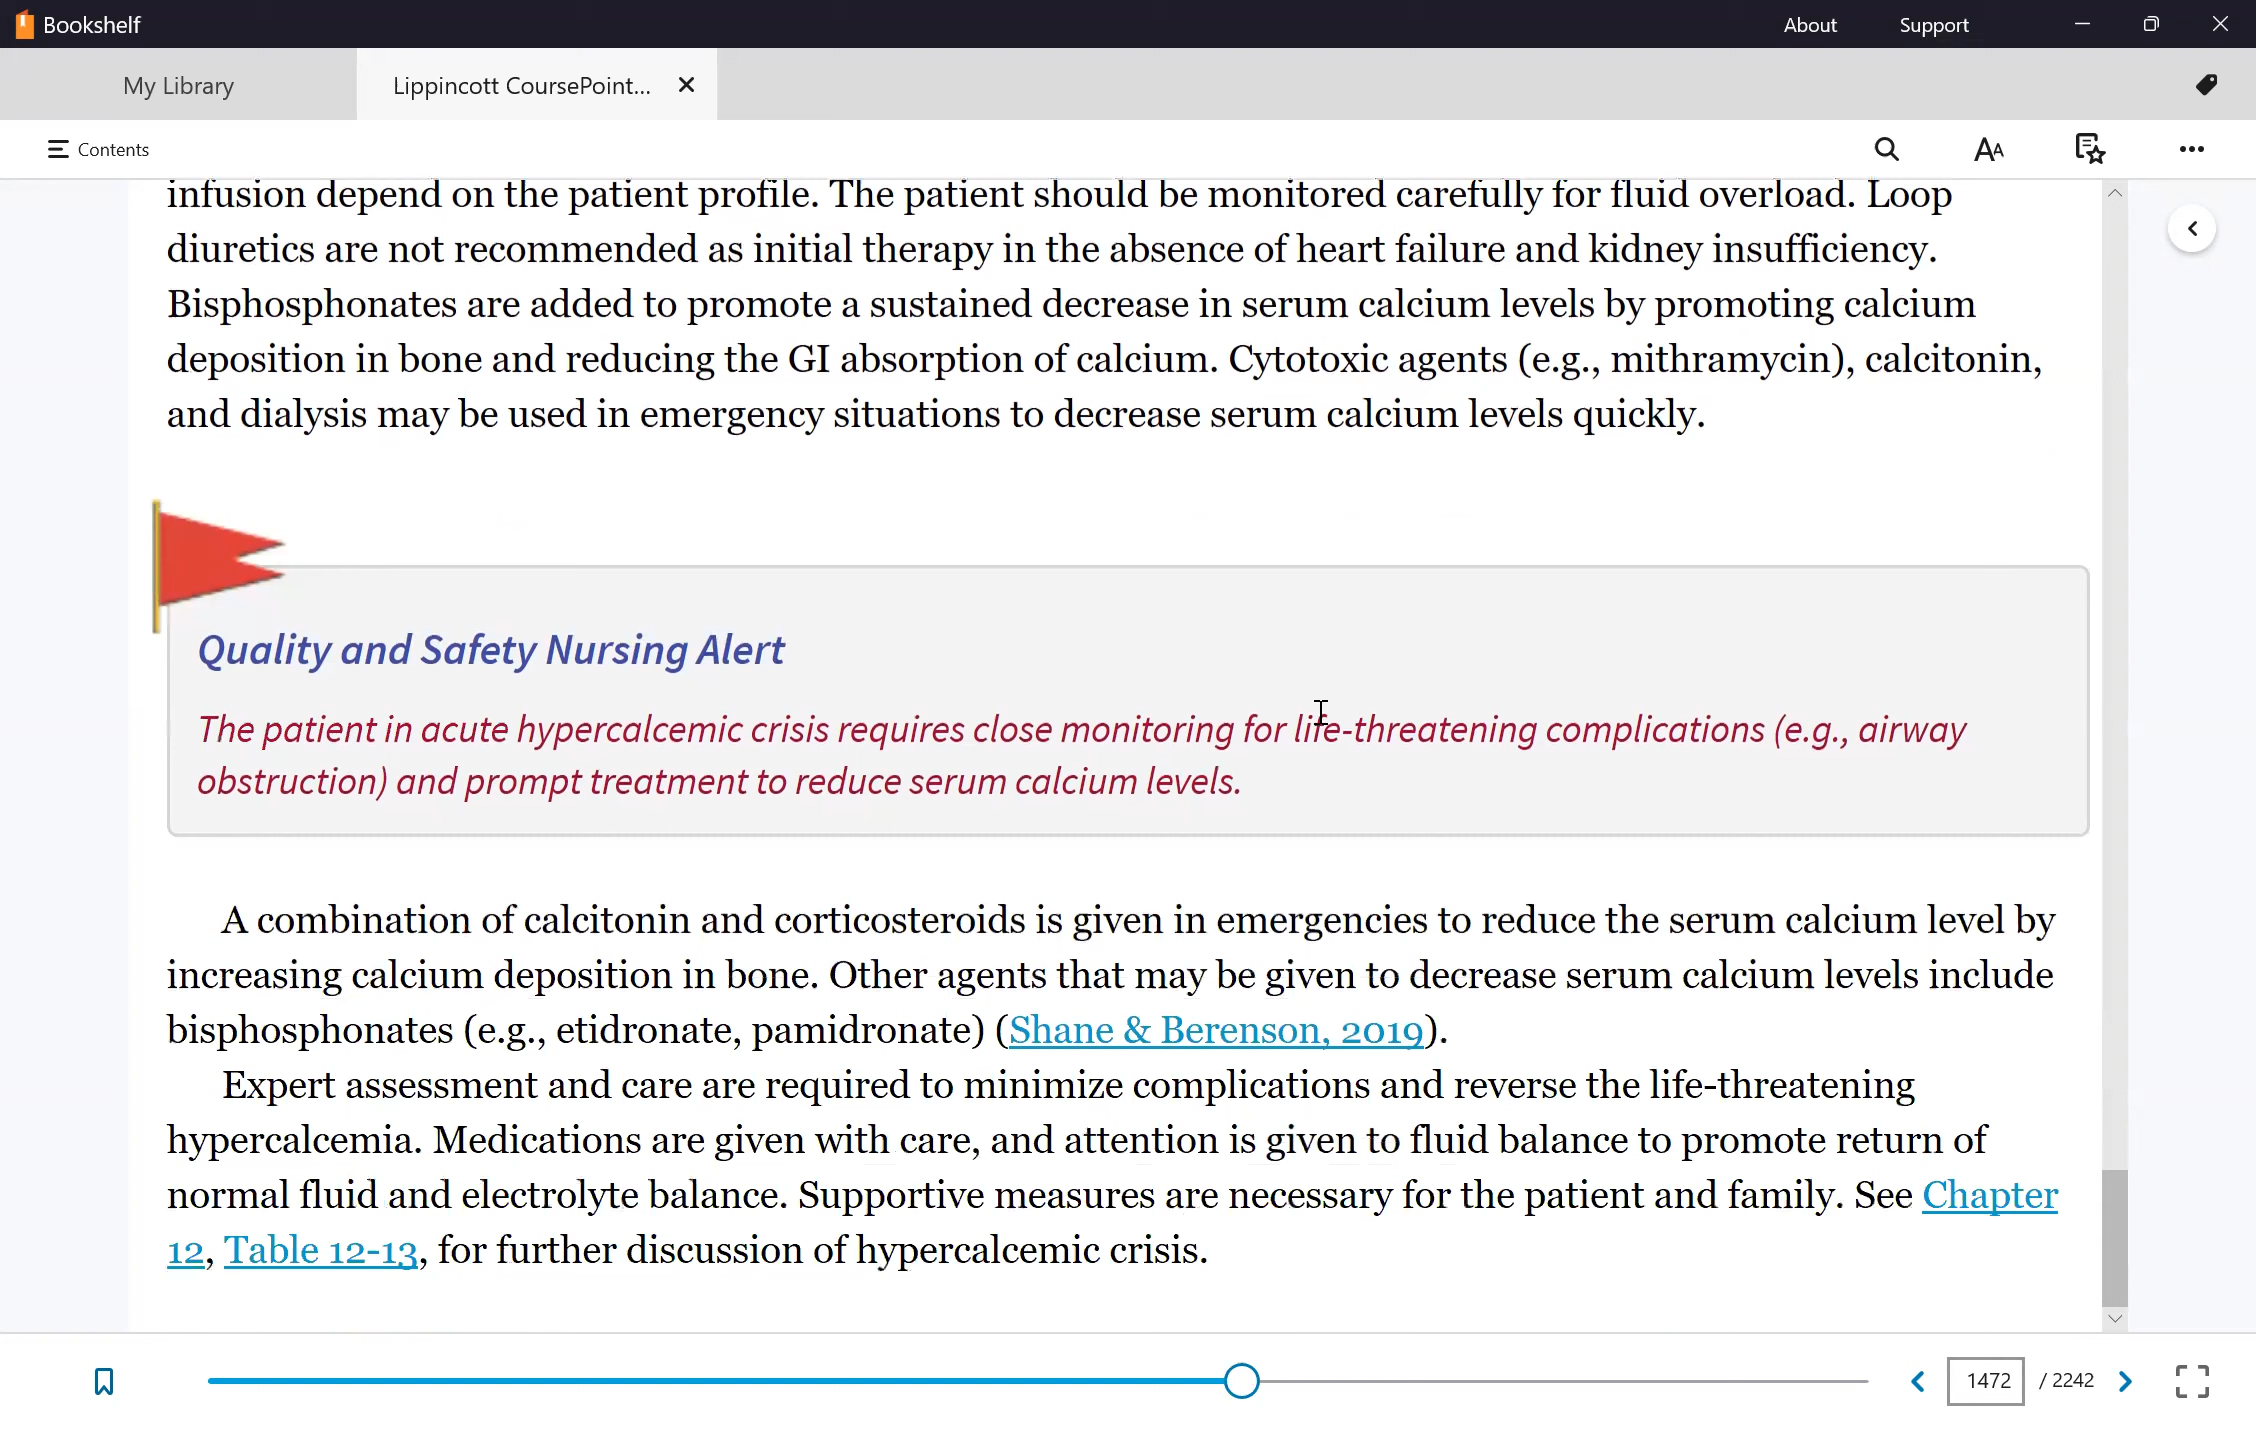 Bookshelf
About
Support
My Library
Lippincott CoursePoint...
Contents
infusion depend on the patient profile. The patient should be monitored carefully for fluid overload. Loop
diuretics are not recommended as initial therapy in the absence of heart failure and kidney insufficiency.
Bisphosphonates are added to promote a sustained decrease in serum calcium levels by promoting calcium
deposition in bone and reducing the GI absorption of calcium. Cytotoxic agents (e.g., mithramycin), calcitonin,
and dialysis may be used in emergency situations to decrease serum calcium levels quickly.
Quality and Safety Nursing Alert
The patient in acute hypercalcemic crisis requires close monitoring for life-threatening complications (e.g., airway
obstruction) and prompt treatment to reduce serum calcium levels.
A combination of calcitonin and corticosteroids is given in emergencies to reduce the serum calcium level by
increasing calcium deposition in bone. Other agents that may be given to decrease serum calcium levels include
bisphosphonates (e.g., etidronate, pamidronate) (Shane & Berenson, 2019).
Expert assessment and care are required to minimize complications and reverse the life-threatening
hypercalcemia. Medications are given with care, and attention is given to fluid balance to promote return of
normal fluid and electrolyte balance. Supportive measures are necessary for the patient and family. See Chapter
12, Table 12-13, for further discussion of hypercalcemic crisis.
1472 / 2242